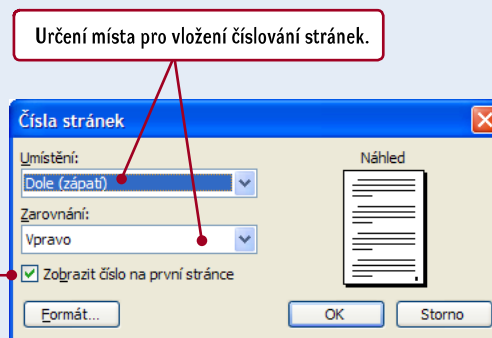 Určení místa pro vložení číslování stránek.
Čísla stránek
Umístění:
Náhled
Dole (zápatí)
Zarovnání:
Vpravo
Zobrazit číslo na první stránce
Formát...
OK
Storno